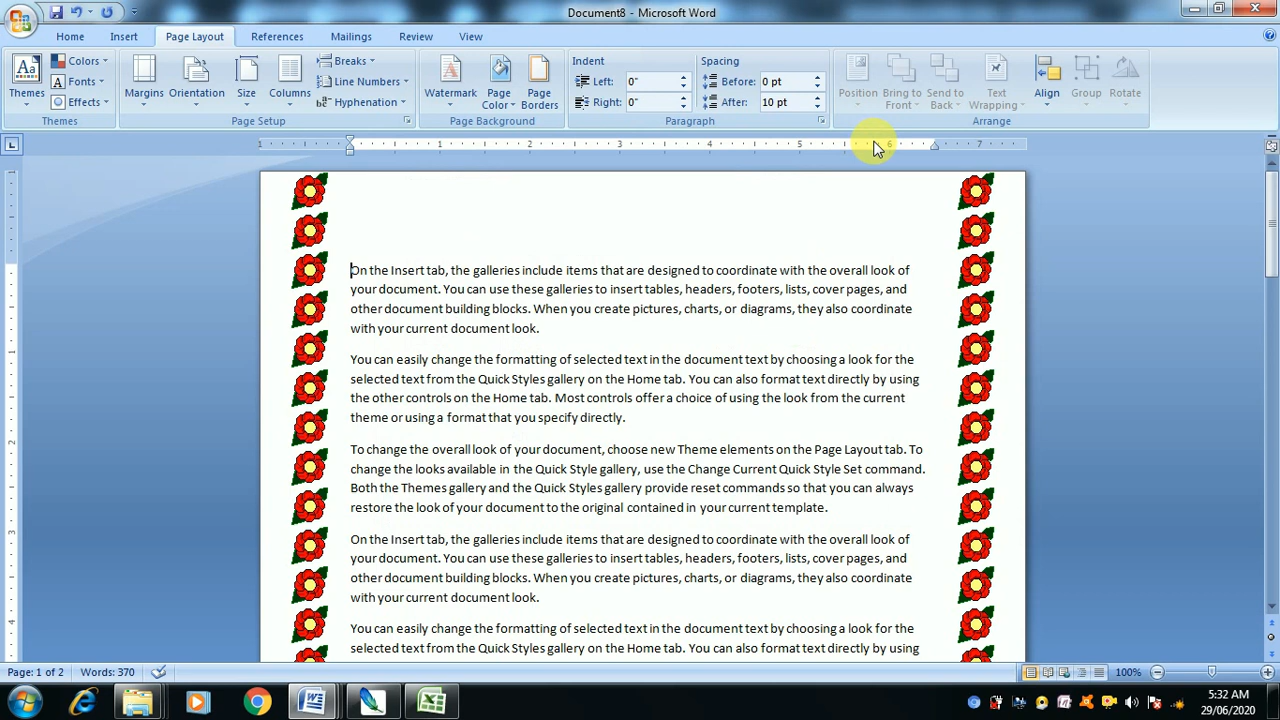 Document8 - Microsoft Word
Home Insert Page Layout References Mailings Review View
Themes Colors Fonts Effects
Margins Orientation Size Columns Breaks Line Numbers Hyphenation
Watermark Page Color Page Borders
Indent Left: 0" Right: 0"
Spacing Before: 0 pt After: 10 pt
Position Bring to Front Send to Back Text Wrapping Align Group Rotate
Themes Page Setup Page Background Paragraph Arrange
1 1 2 3 4 5 6 7
On the Insert tab, the galleries include items that are designed to coordinate with the overall look of
your document. You can use these galleries to insert tables, headers, footers, lists, cover pages, and
other document building blocks. When you create pictures, charts, or diagrams, they also coordinate
with your current document look.
You can easily change the formatting of selected text in the document text by choosing a look for the
selected text from the Quick Styles gallery on the Home tab. You can also format text directly by using
the other controls on the Home tab. Most controls offer a choice of using the look from the current
theme or using a format that you specify directly.
To change the overall look of your document, choose new Theme elements on the Page Layout tab. To
change the looks available in the Quick Style gallery, use the Change Current Quick Style Set command.
Both the Themes gallery and the Quick Styles gallery provide reset commands so that you can always
restore the look of your document to the original contained in your current template.
On the Insert tab, the galleries include items that are designed to coordinate with the overall look of
your document. You can use these galleries to insert tables, headers, footers, lists, cover pages, and
other document building blocks. When you create pictures, charts, or diagrams, they also coordinate
with your current document look.
You can easily change the formatting of selected text in the document text by choosing a look for the
selected text from the Quick Styles gallery on the Home tab. You can also format text directly by using
Page: 1 of 2 Words: 370 100%
5:32 AM
29/06/2020